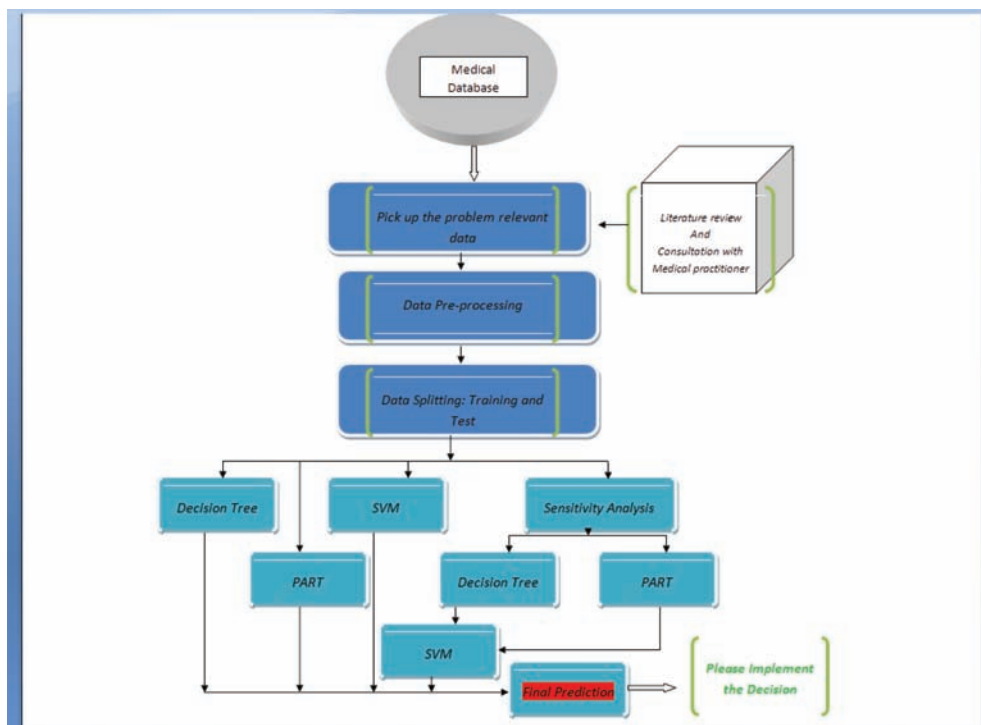 Medical
Database
Pick up the problem relevant
data
Literature review
And
Consultation with
Medical practitioner
Data Pre-processing
Data Splitting: Training and
Test
Decision Tree
SVM
Sensitivity Analysis
PART
Decision Tree
PART
SVM
Final Prediction
Please Implement
the Decision